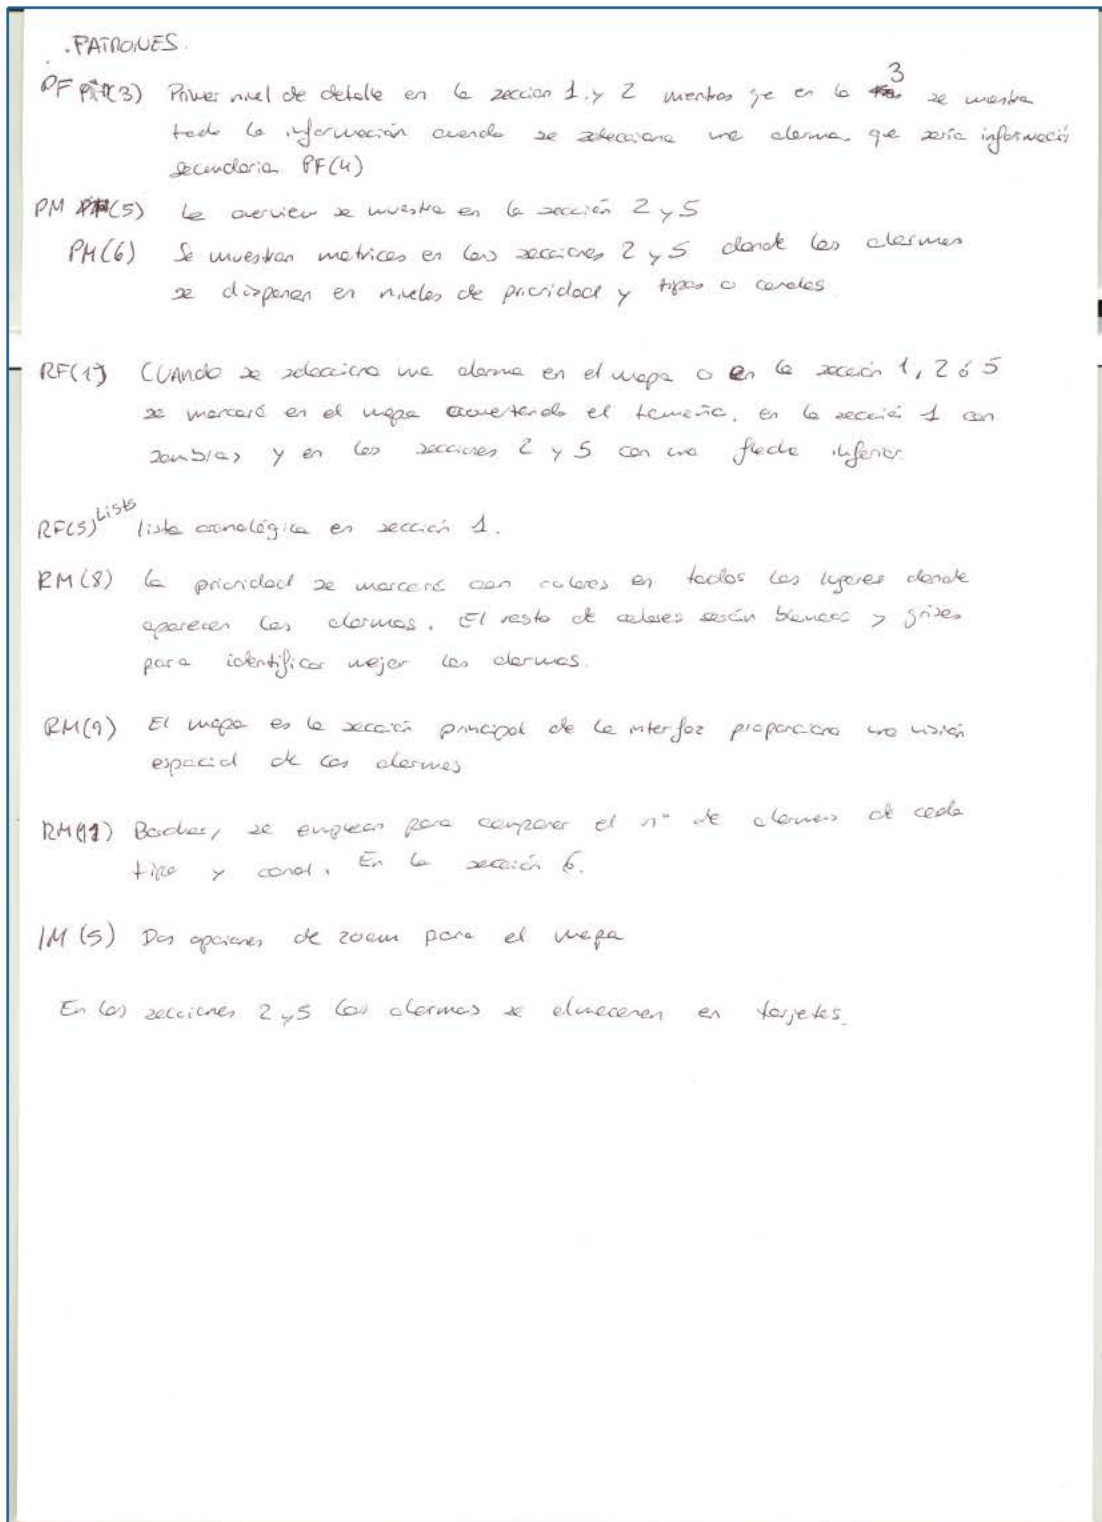 .PATRONES.
PF (3) Primer nivel de detalle en la sección 1. y 2 mientras qe en la 3 se muestra
toda la información cuando se selecciona una alarma que sería informació
secundaria PF(4)
PM (5) La overview se muestra en la sección 2 y 5
PM(6) Se muestran matrices en las secciones 2 y 5 donde las alarmas
se disponen en niveles de prioridad y tipos o canales
RF(1) CUANdo se selecciona una alarma en el mapa o en la sección 1, 2 ó 5
se marcará en el mapa aumentando el tamaño, en la sección 1 con
sombras y en las secciones 2 y 5 con una flecha inferior.
RF(5) Lists lista cronológica en sección 1.
RM(8) la prioridad se marcará con colores en todos los lugares donde
aparecen las alarmas. El resto de colores serán blancos y grises
para identificar mejor las alarmas.
RM(9) El mapa es la sección principal de la interfaz proporciona una visión
espacial de las alarmas
RM(11) se emplean para comparar el nº de alarmas de cada
tipo y canal. En la sección 6.
IM (5) Dos opciones de zoom para el mapa
En las secciones 2 y 5 las alarmas se almacenan en tarjetas.